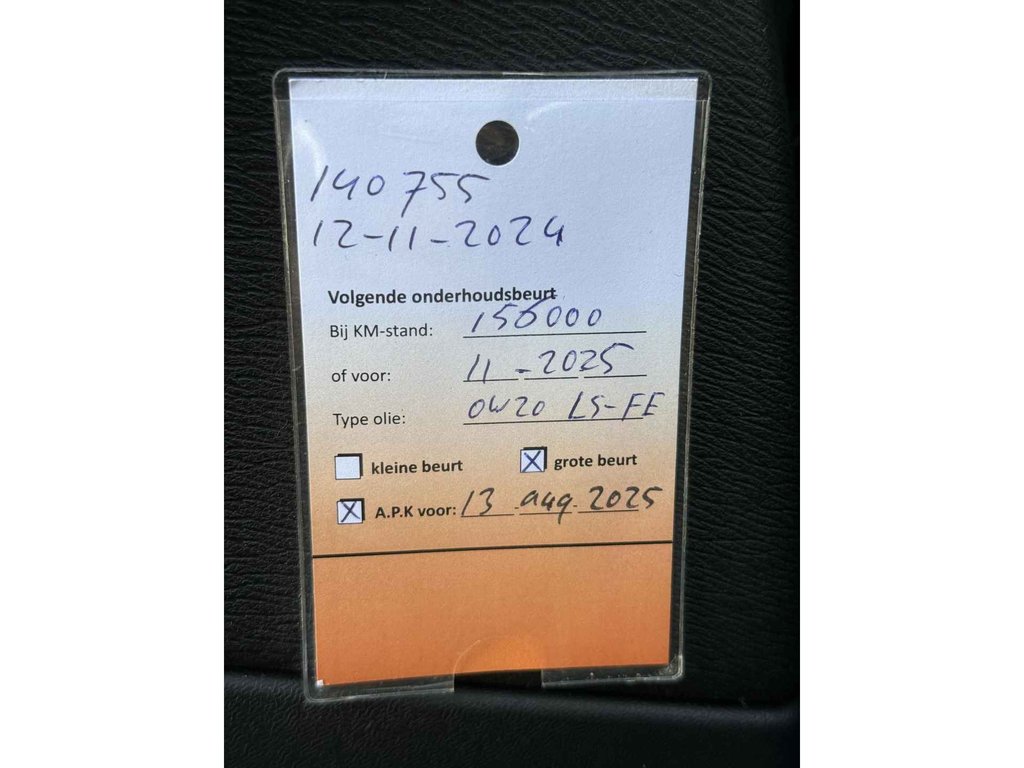 140755
12-11-2024
Volgende onderhoudsbeurt
Bij KM-stand: 156000
of voor: 11-2025
Type olie: 0W20 LS-FE
kleine beurt grote beurt
A.P.K voor: 13 aug. 2025